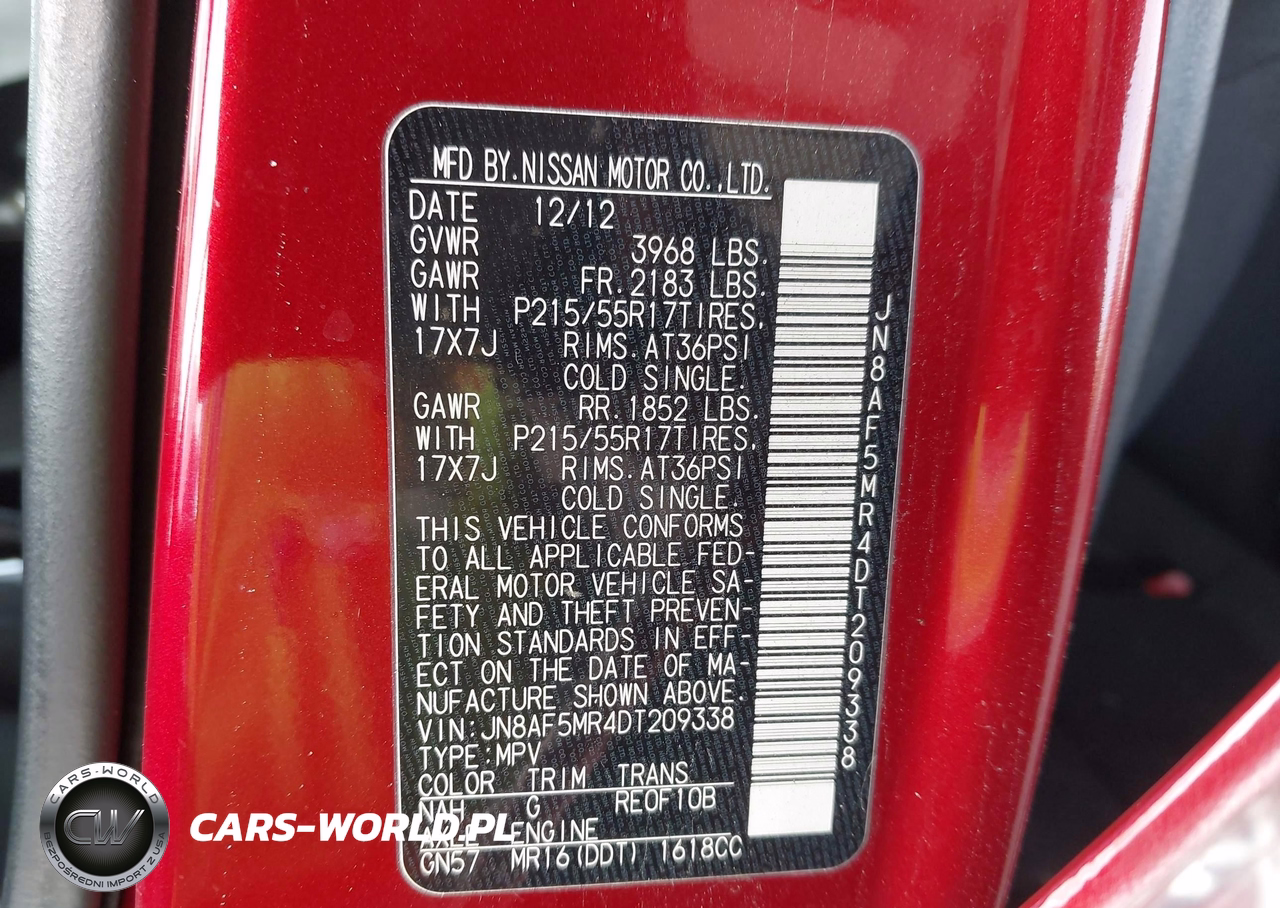 MFD BY.NISSAN MOTOR CO.,LTD.
DATE 12/12
GVWR 3968 LBS.
GAWR FR.2183 LBS.
WITH P215/55R17TIRES,
17X7J RIMS.AT36PSI
COLD SINGLE.
GAWR RR.1852 LBS.
WITH P215/55R17TIRES,
17X7J RIMS.AT36PSI
COLD SINGLE.
THIS VEHICLE CONFORMS
TO ALL APPLICABLE FED-
ERAL MOTOR VEHICLE SA-
FETY AND THEFT PREVEN-
TION STANDARDS IN EFF-
ECT ON THE DATE OF MA-
NUFACTURE SHOWN ABOVE.
VIN:JN8AF5MR4DT209338
TYPE:MPV
COLOR TRIM TRANS
NAH G RE0F10B
AXLE ENGINE
GN57 MR16(DDT) 1618CC
JN8AF5MR4DT209338
CARS-WORLD
CW
BEZPOŚREDNI IMPORT Z USA
CARS-WORLD.PL